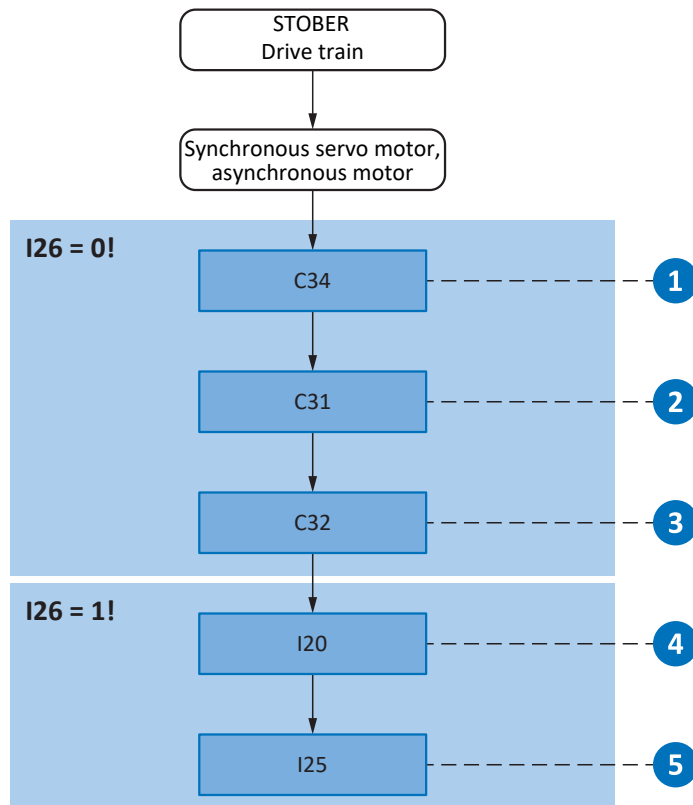 STOBER
Drive train
Synchronous servo motor,
asynchronous motor
I26 = 0!
C34
1
C31
2
C32
3
I26 = 1!
I20
4
I25
5